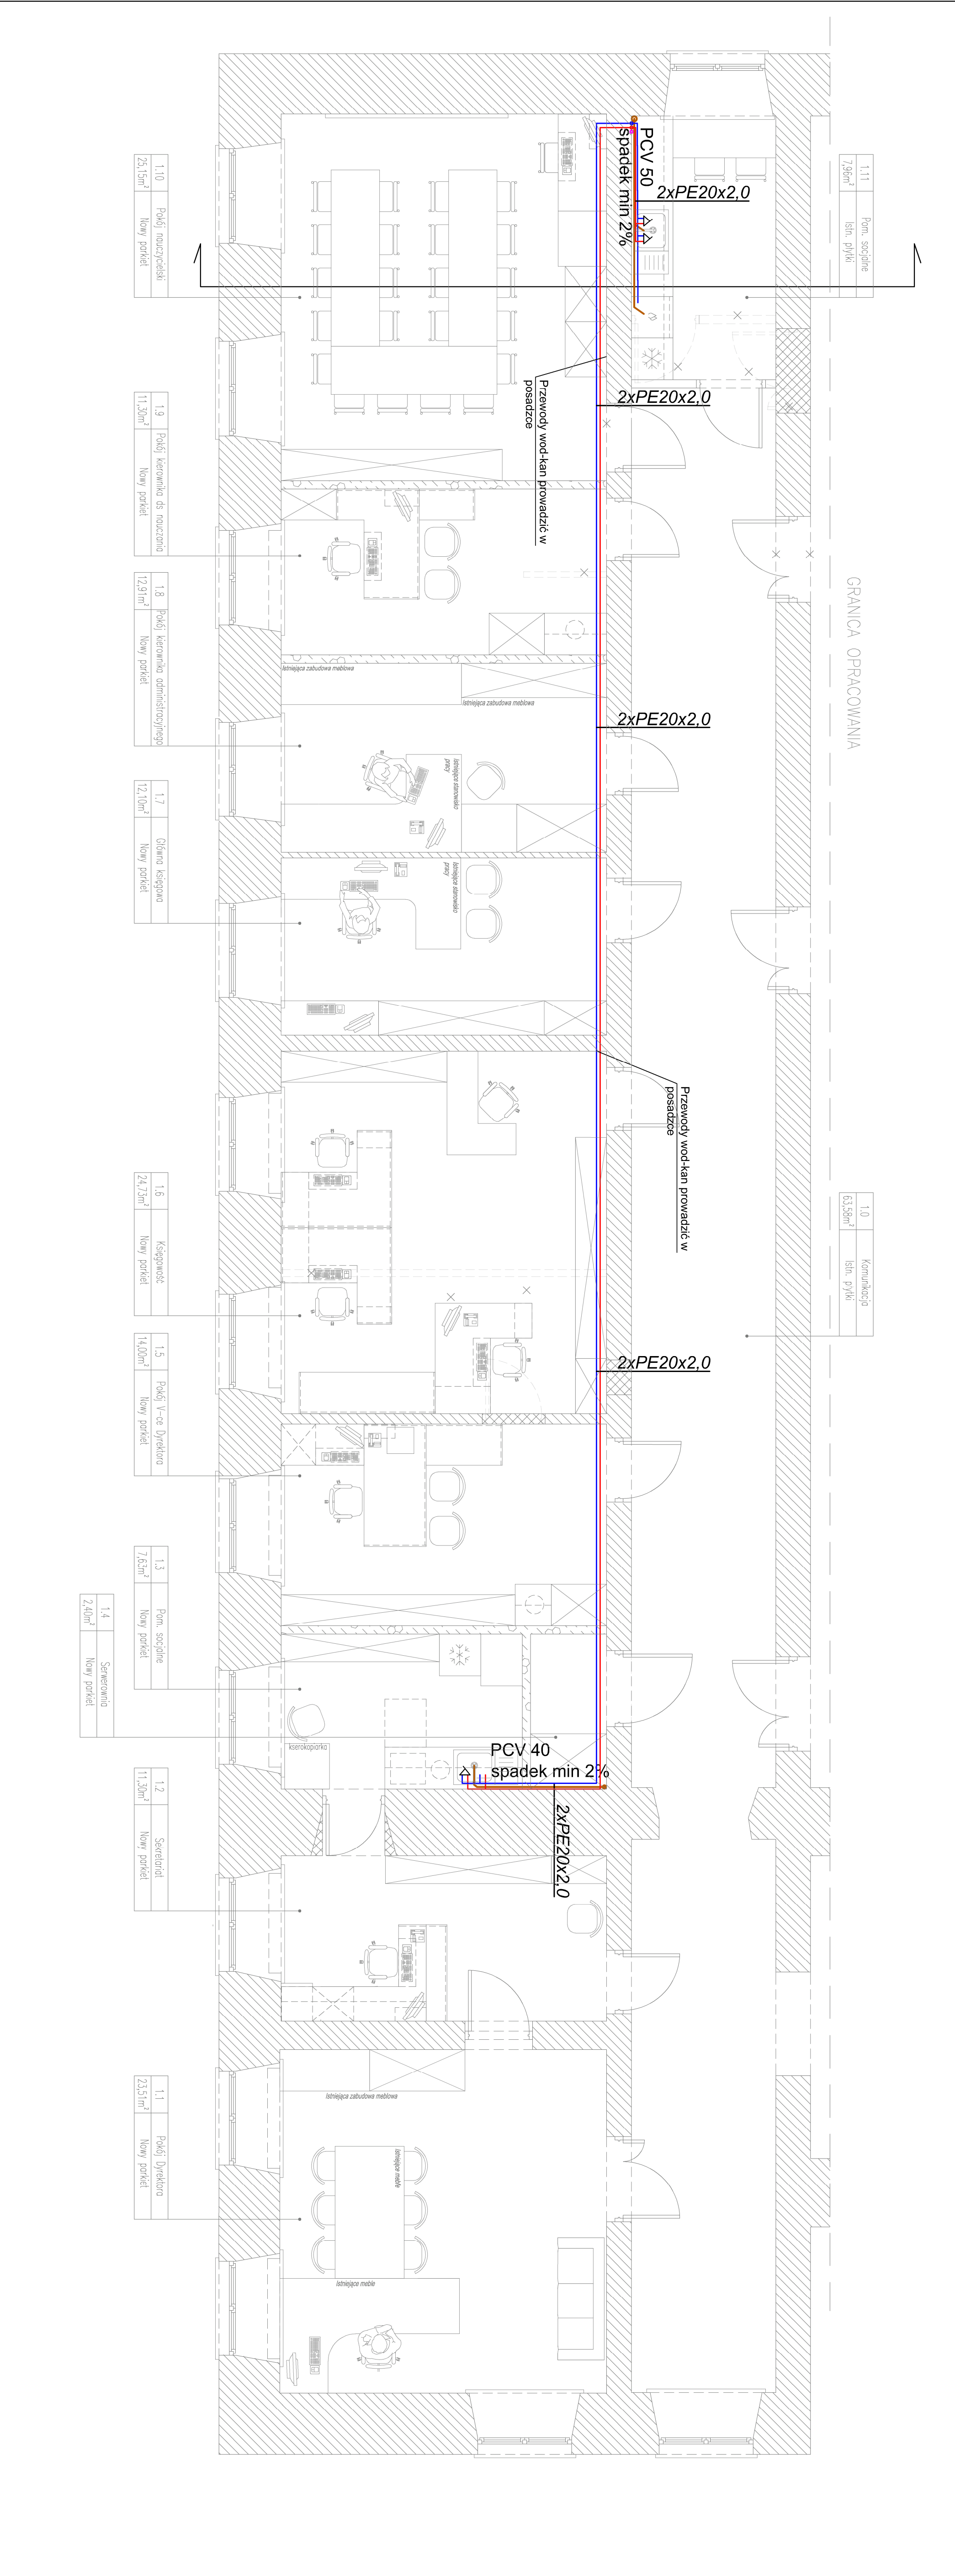 1.11
Pom. socjalne
7,96m²
Istn. płytki
1.10
Pokój nauczycielski
25,15m²
Nowy parkiet
PCV 50
spadek min 2%
2xPE20x2,0
2xPE20x2,0
Przewody wod-kan prowadzić w
posadzce
1.9
Pokój kierownika ds nauczania
11,30m²
Nowy parkiet
GRANICA OPRACOWANIA
1.8
Pokój kierownika administracyjnego
12,91m²
Nowy parkiet
Istniejąca zabudowa meblowa
Istniejąca zabudowa meblowa
2xPE20x2,0
Istniejące stanowisko
pracy
1.7
Główna księgowa
12,10m²
Nowy parkiet
Istniejące stanowisko
pracy
Przewody wod-kan prowadzić w
posadzce
1.6
Księgowość
24,73m²
Nowy parkiet
1.0
Komunikacja
63,58m²
Istn. płytki
2xPE20x2,0
1.5
Pokój V-ce Dyrektora
14,00m²
Nowy parkiet
1.3
Pom. socjalne
7,63m²
Nowy parkiet
1.4
Serwerownia
2,40m²
Nowy parkiet
kserokopiarka
PCV 40
spadek min 2%
2xPE20x2,0
1.2
Sekretariat
11,30m²
Nowy parkiet
Istniejąca zabudowa meblowa
1.1
Pokój Dyrektora
23,51m²
Nowy parkiet
Istniejące meble
Istniejące meble